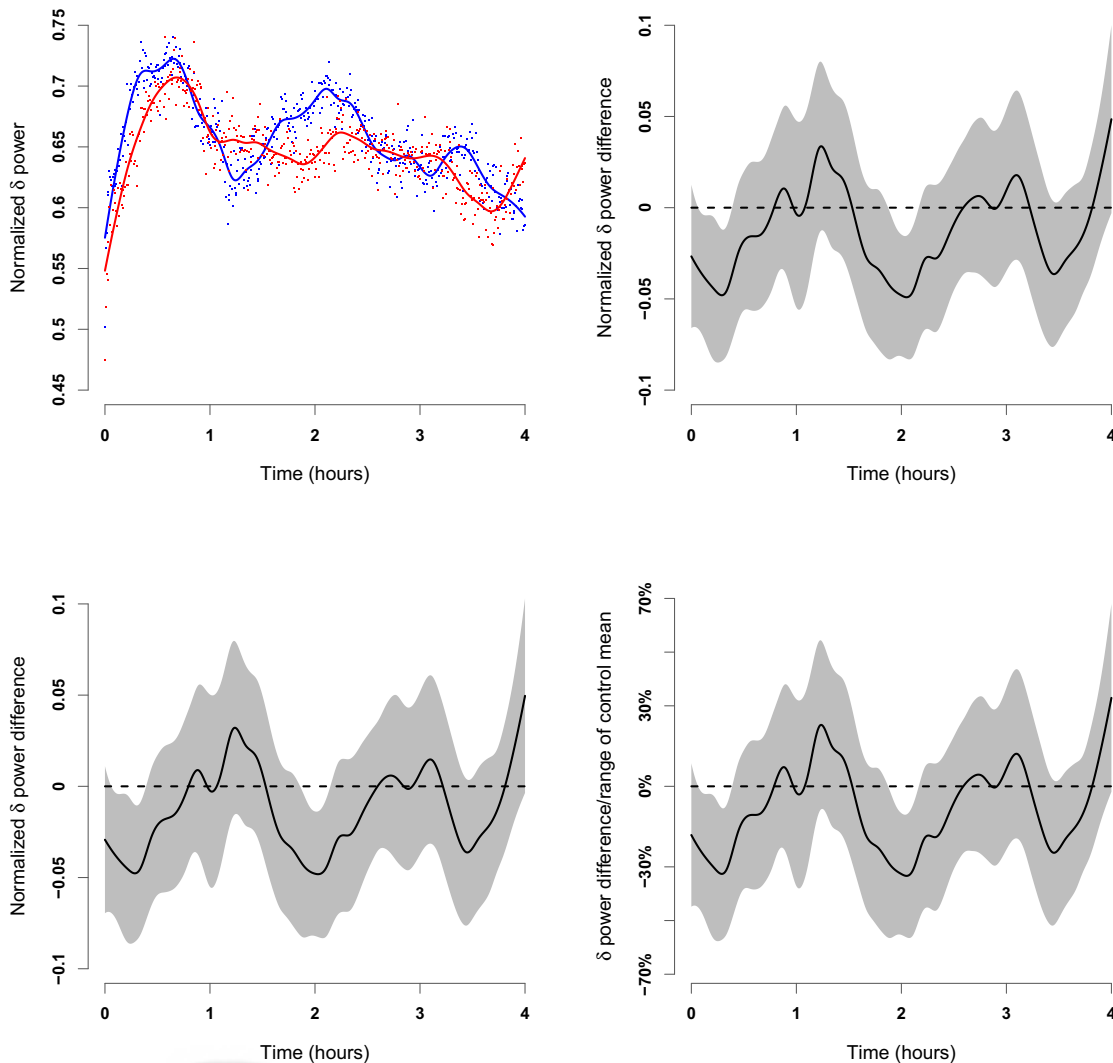 Normalized δ power
0.75
0.7
0.65
0.6
0.55
0.5
0.45
0 1 2 3 4
Time (hours)
Normalized δ power difference
0.1
0.05
0
−0.05
−0.1
0 1 2 3 4
Time (hours)
Normalized δ power difference
0.1
0.05
0
−0.05
−0.1
0 1 2 3 4
Time (hours)
δ power difference/range of control mean
70%
30%
0%
−30%
−70%
0 1 2 3 4
Time (hours)